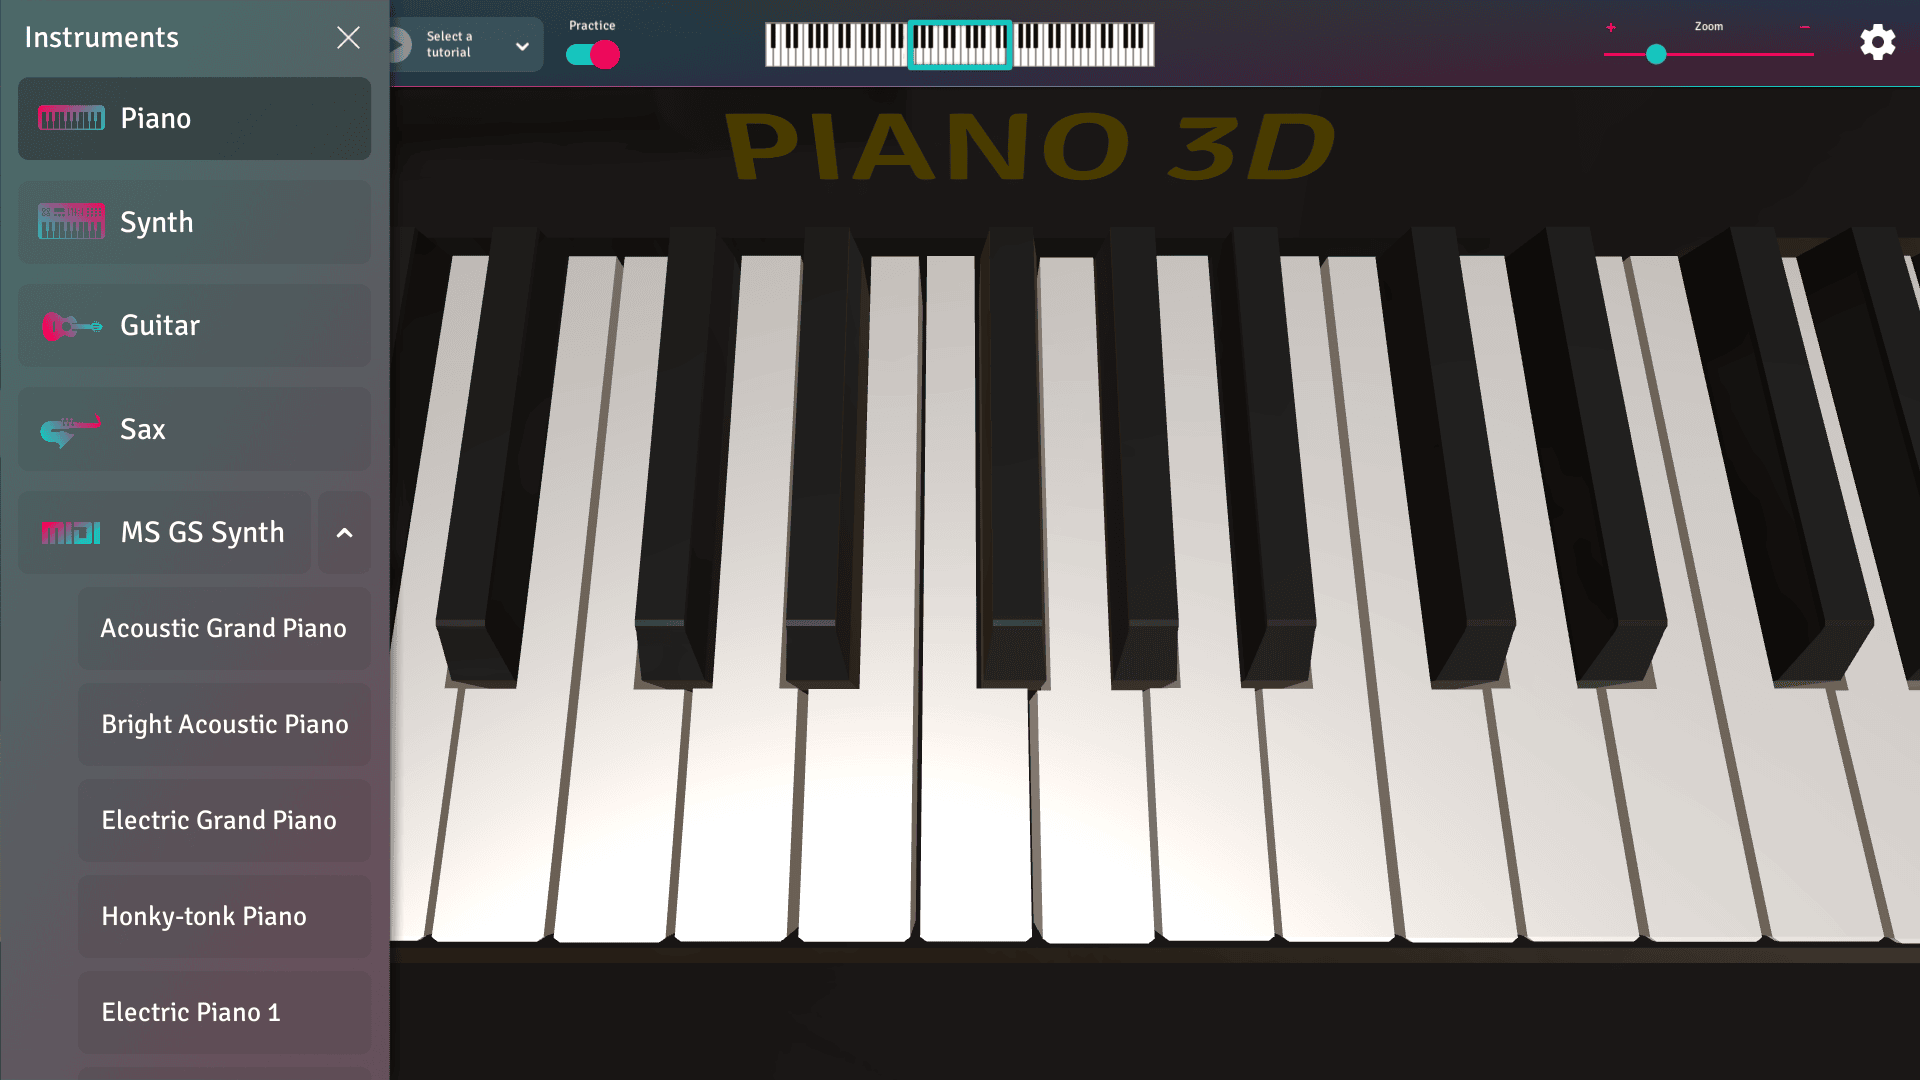 Instruments
Select a
tutorial
Practice
Zoom
Piano
PIANO 3D
Synth
Guitar
Sax
MIDI
MS GS Synth
Acoustic Grand Piano
Bright Acoustic Piano
Electric Grand Piano
Honky-tonk Piano
Electric Piano 1